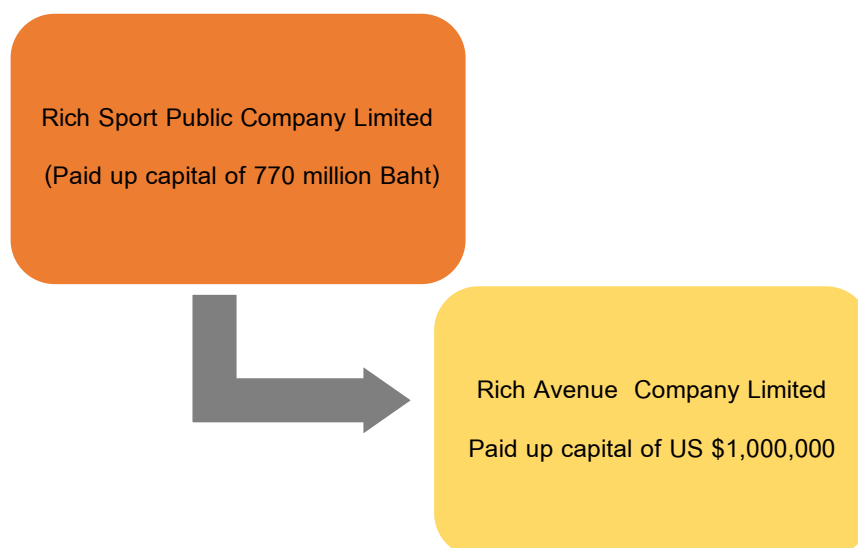 Rich Sport Public Company Limited
(Paid up capital of 770 million Baht)
Rich Avenue Company Limited
Paid up capital of US $1,000,000